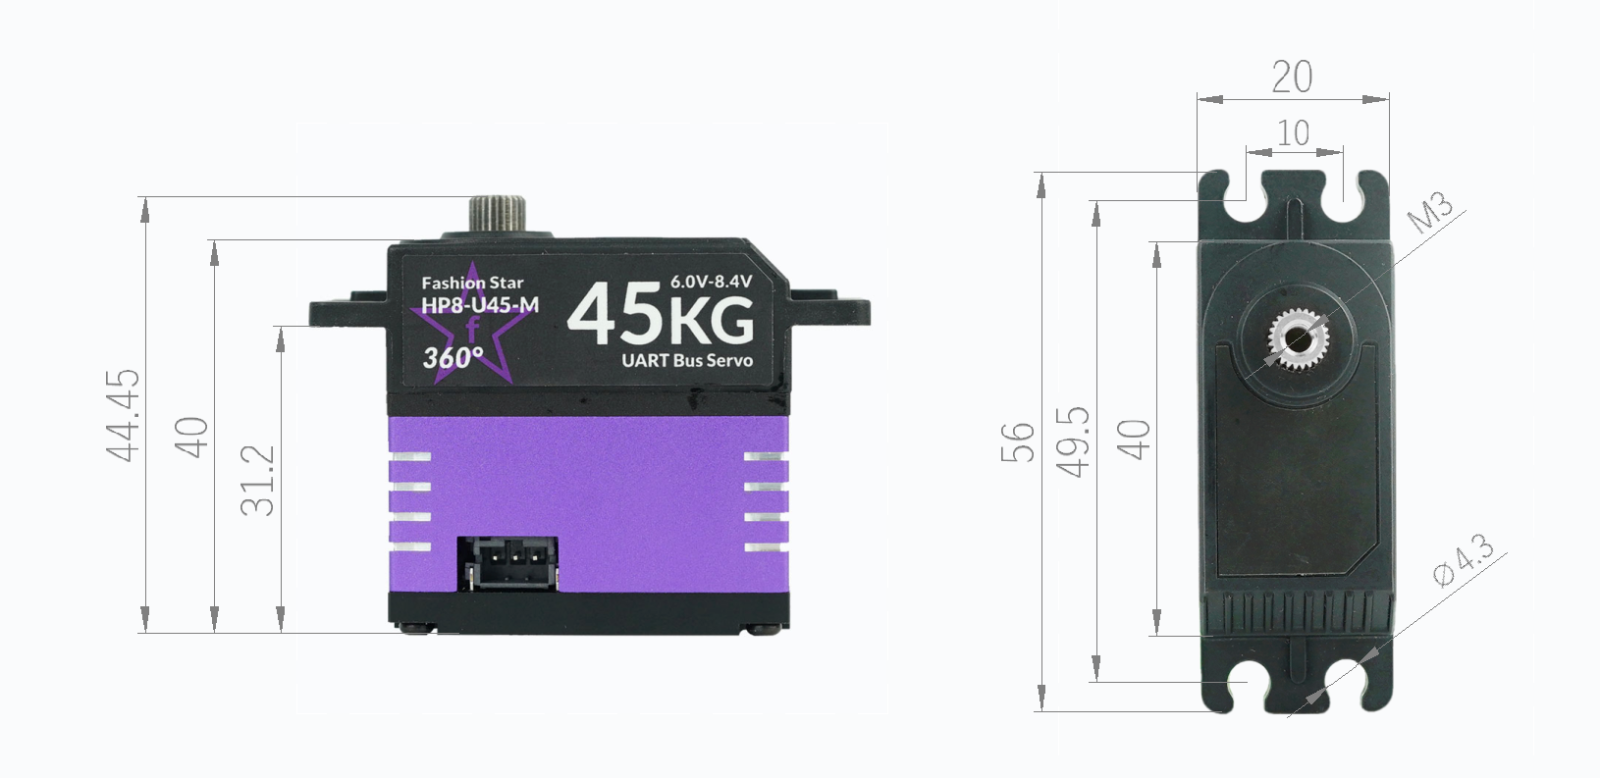 44.45
40
31.2
Fashion Star
HP8-U45-M
f
360°
45KG
6.0V-8.4V
UART Bus Servo
20
10
56
49.5
40
M3
⌀4.3